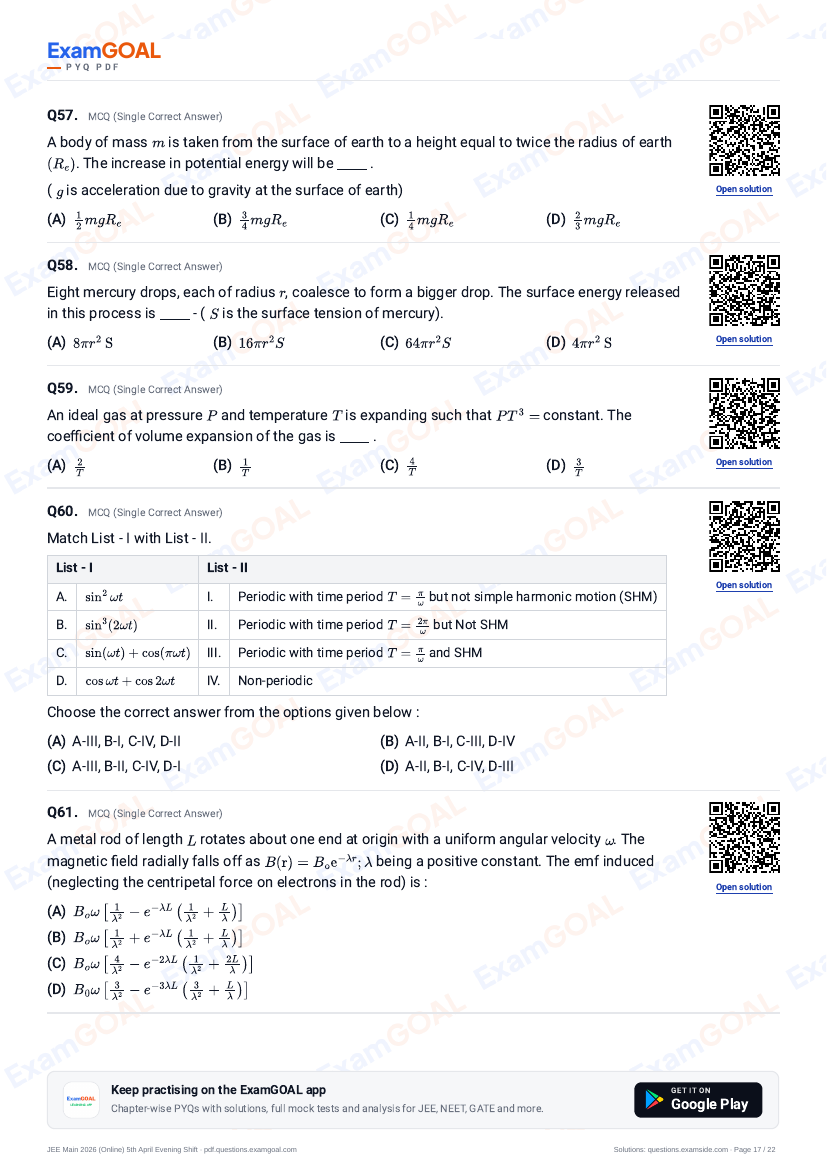 ExamGOAL
PYQ PDF
Q57. MCQ (Single Correct Answer)
A body of mass m is taken from the surface of earth to a height equal to twice the radius of earth
(R_e). The increase in potential energy will be ____ .
( g is acceleration due to gravity at the surface of earth)
(A) 1/2 mgR_e (B) 3/4 mgR_e (C) 1/4 mgR_e (D) 2/3 mgR_e
Open solution
Q58. MCQ (Single Correct Answer)
Eight mercury drops, each of radius r, coalesce to form a bigger drop. The surface energy released
in this process is ____ - ( S is the surface tension of mercury).
(A) 8πr² S (B) 16πr²S (C) 64πr²S (D) 4πr² S
Open solution
Q59. MCQ (Single Correct Answer)
An ideal gas at pressure P and temperature T is expanding such that PT³ = constant. The
coefficient of volume expansion of the gas is ____ .
(A) 2/T (B) 1/T (C) 4/T (D) 3/T
Open solution
Q60. MCQ (Single Correct Answer)
Match List - I with List - II.
List - I List - II
A. sin² ωt I. Periodic with time period T = π/ω but not simple harmonic motion (SHM)
B. sin³(2ωt) II. Periodic with time period T = 2π/ω but Not SHM
C. sin(ωt) + cos(πωt) III. Periodic with time period T = π/ω and SHM
D. cos ωt + cos 2ωt IV. Non-periodic
Choose the correct answer from the options given below :
(A) A-III, B-I, C-IV, D-II (B) A-II, B-I, C-III, D-IV
(C) A-III, B-II, C-IV, D-I (D) A-II, B-I, C-IV, D-III
Open solution
Q61. MCQ (Single Correct Answer)
A metal rod of length L rotates about one end at origin with a uniform angular velocity ω. The
magnetic field radially falls off as B(r) = B_o e^{-λr}; λ being a positive constant. The emf induced
(neglecting the centripetal force on electrons in the rod) is :
(A) B_o ω [1/λ² − e^{-λL} (1/λ² + L/λ)]
(B) B_o ω [1/λ² + e^{-λL} (1/λ² + L/λ)]
(C) B_o ω [4/λ² − e^{-2λL} (1/λ² + 2L/λ)]
(D) B_0 ω [3/λ² − e^{-3λL} (3/λ² + L/λ)]
Open solution
Keep practising on the ExamGOAL app
Chapter-wise PYQs with solutions, full mock tests and analysis for JEE, NEET, GATE and more.
GET IT ON
Google Play
JEE Main 2026 (Online) 5th April Evening Shift · pdf.questions.examgoal.com
Solutions: questions.examside.com · Page 17 / 22